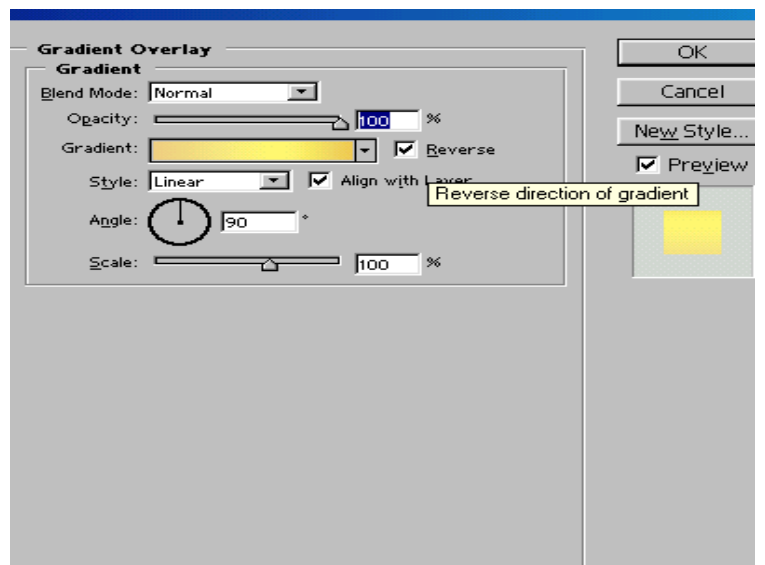 Gradient Overlay
Gradient
Blend Mode: Normal
Opacity: 100 %
Gradient: Reverse
Style: Linear Align with Layer
Reverse direction of gradient
Angle: 90 °
Scale: 100 %
OK
Cancel
New Style...
Preview